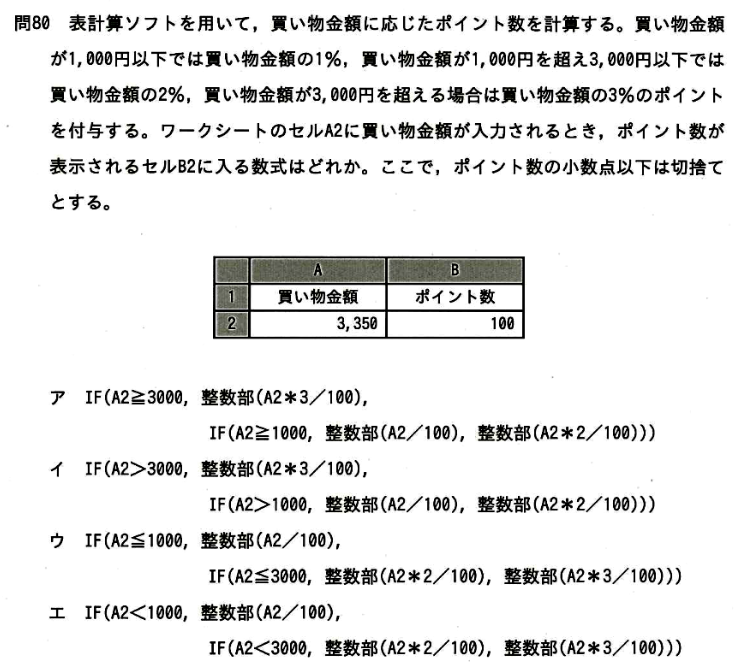 問80 表計算ソフトを用いて，買い物金額に応じたポイント数を計算する。買い物金額
が1,000円以下では買い物金額の1%，買い物金額が1,000円を超え3,000円以下では
買い物金額の2%，買い物金額が3,000円を超える場合は買い物金額の3%のポイント
を付与する。ワークシートのセルA2に買い物金額が入力されるとき，ポイント数が
表示されるセルB2に入る数式はどれか。ここで，ポイント数の小数点以下は切捨て
とする。
A B
1 買い物金額 ポイント数
2 3,350 100
ア IF(A2≧3000, 整数部(A2＊3／100),
IF(A2≧1000, 整数部(A2／100), 整数部(A2＊2／100)))
イ IF(A2＞3000, 整数部(A2＊3／100),
IF(A2＞1000, 整数部(A2／100), 整数部(A2＊2／100)))
ウ IF(A2≦1000, 整数部(A2／100),
IF(A2≦3000, 整数部(A2＊2／100), 整数部(A2＊3／100)))
エ IF(A2＜1000, 整数部(A2／100),
IF(A2＜3000, 整数部(A2＊2／100), 整数部(A2＊3／100)))